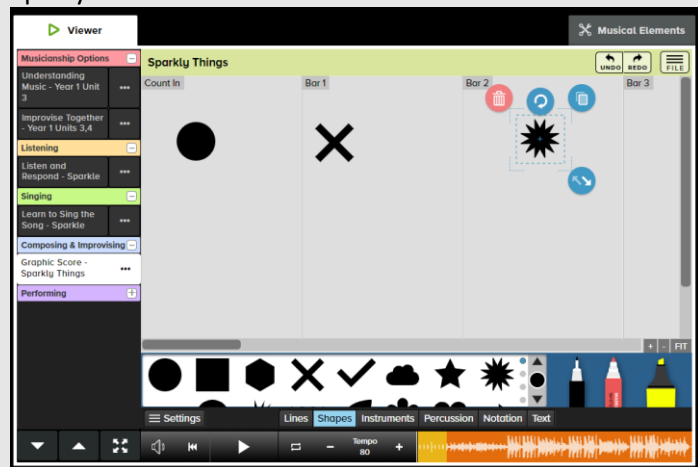 Viewer
Musical Elements
Musicianship Options
Understanding
Music - Year 1 Unit
3
Improvise Together
- Year 1 Units 3,4
Listening
Listen and
Respond - Sparkle
Singing
Learn to Sing the
Song - Sparkle
Composing & Improvising
Graphic Score -
Sparkly Things
Performing
Sparkly Things
UNDO
REDO
FILE
Count In
Bar 1
Bar 2
Bar 3
+ - FIT
Settings
Lines Shapes Instruments Percussion Notation Text
Tempo
- 80 +